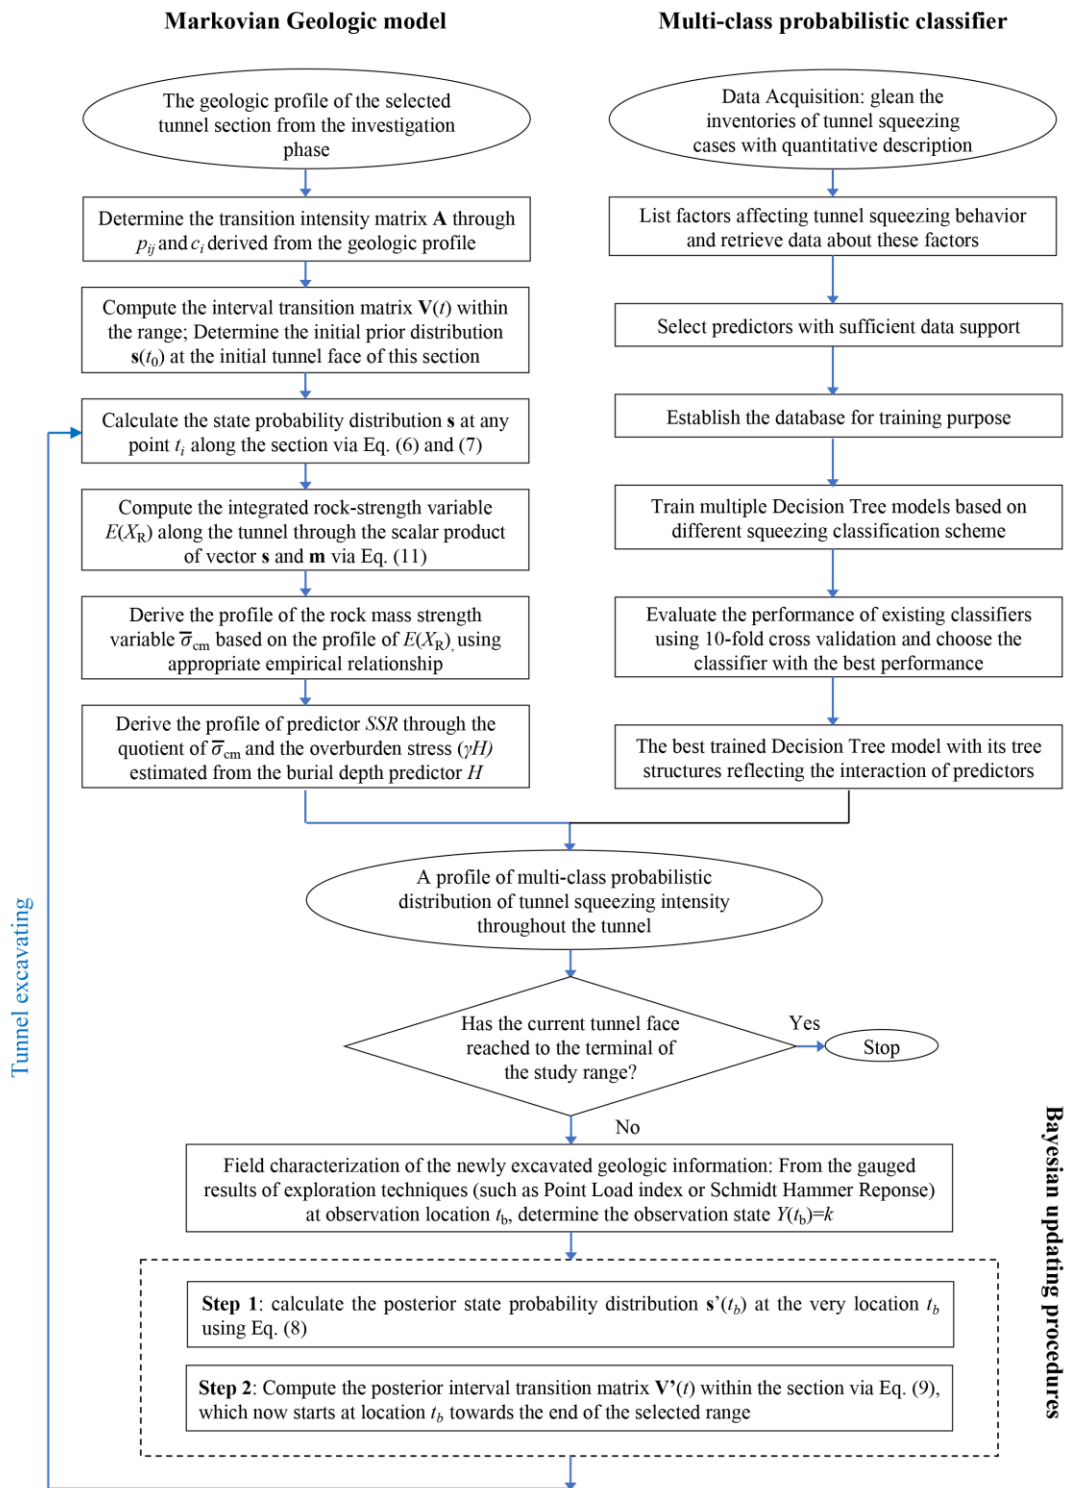 Markovian Geologic model
The geologic profile of the selected
tunnel section from the investigation
phase
Determine the transition intensity matrix A through
pij and ci derived from the geologic profile
Compute the interval transition matrix V(t) within
the range; Determine the initial prior distribution
s(t0) at the initial tunnel face of this section
Calculate the state probability distribution s at any
point ti along the section via Eq. (6) and (7)
Compute the integrated rock-strength variable
E(XR) along the tunnel through the scalar product
of vector s and m via Eq. (11)
Derive the profile of the rock mass strength
variable σ̅cm based on the profile of E(XR), using
appropriate empirical relationship
Derive the profile of predictor SSR through the
quotient of σ̅cm and the overburden stress (γH)
estimated from the burial depth predictor H
Multi-class probabilistic classifier
Data Acquisition: glean the
inventories of tunnel squeezing
cases with quantitative description
List factors affecting tunnel squeezing behavior
and retrieve data about these factors
Select predictors with sufficient data support
Establish the database for training purpose
Train multiple Decision Tree models based on
different squeezing classification scheme
Evaluate the performance of existing classifiers
using 10-fold cross validation and choose the
classifier with the best performance
The best trained Decision Tree model with its tree
structures reflecting the interaction of predictors
A profile of multi-class probabilistic
distribution of tunnel squeezing intensity
throughout the tunnel
Has the current tunnel face
reached to the terminal of
the study range?
Yes
Stop
No
Field characterization of the newly excavated geologic information: From the gauged
results of exploration techniques (such as Point Load index or Schmidt Hammer Reponse)
at observation location tb, determine the observation state Y(tb)=k
Step 1: calculate the posterior state probability distribution s’(tb) at the very location tb
using Eq. (8)
Step 2: Compute the posterior interval transition matrix V’(t) within the section via Eq. (9),
which now starts at location tb towards the end of the selected range
Tunnel excavating
Bayesian updating procedures